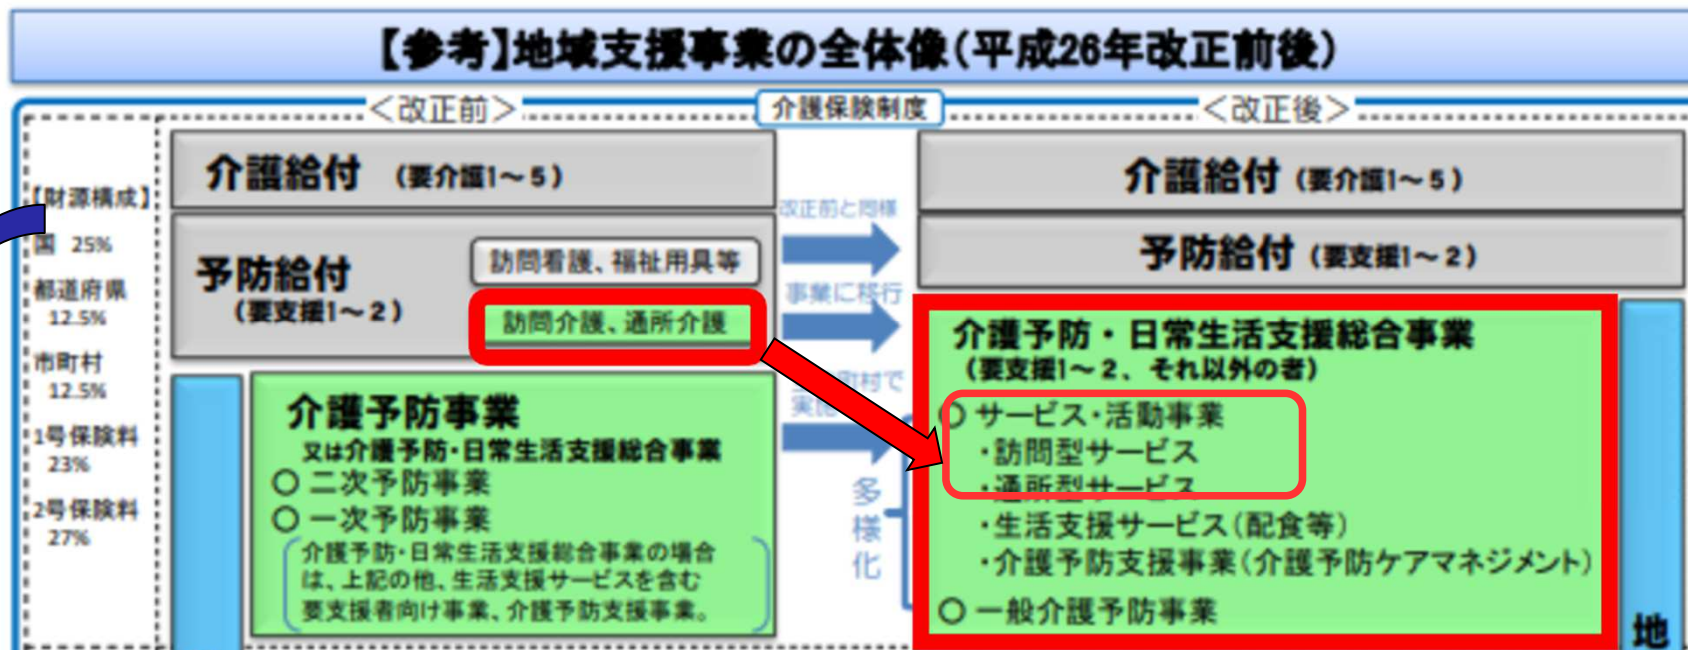 【参考】地域支援事業の全体像(平成26年改正前後)
＜改正前＞
介護保険制度
＜改正後＞
【財源構成】
国 25%
都道府県
12.5%
市町村
12.5%
1号保険料
23%
2号保険料
27%
介護給付 (要介護1～5)
予防給付
(要支援1～2)
訪問看護、福祉用具等
訪問介護、通所介護
介護予防事業
又は介護予防・日常生活支援総合事業
○ 二次予防事業
○ 一次予防事業
介護予防・日常生活支援総合事業の場合
は、上記の他、生活支援サービスを含む
要支援者向け事業、介護予防支援事業。
改正前と同様
事業に移行
町村で
実施
多様化
介護給付 (要介護1～5)
予防給付 (要支援1～2)
介護予防・日常生活支援総合事業
(要支援1～2、それ以外の者)
○ サービス・活動事業
・訪問型サービス
・通所型サービス
・生活支援サービス(配食等)
・介護予防支援事業(介護予防ケアマネジメント)
○ 一般介護予防事業
地